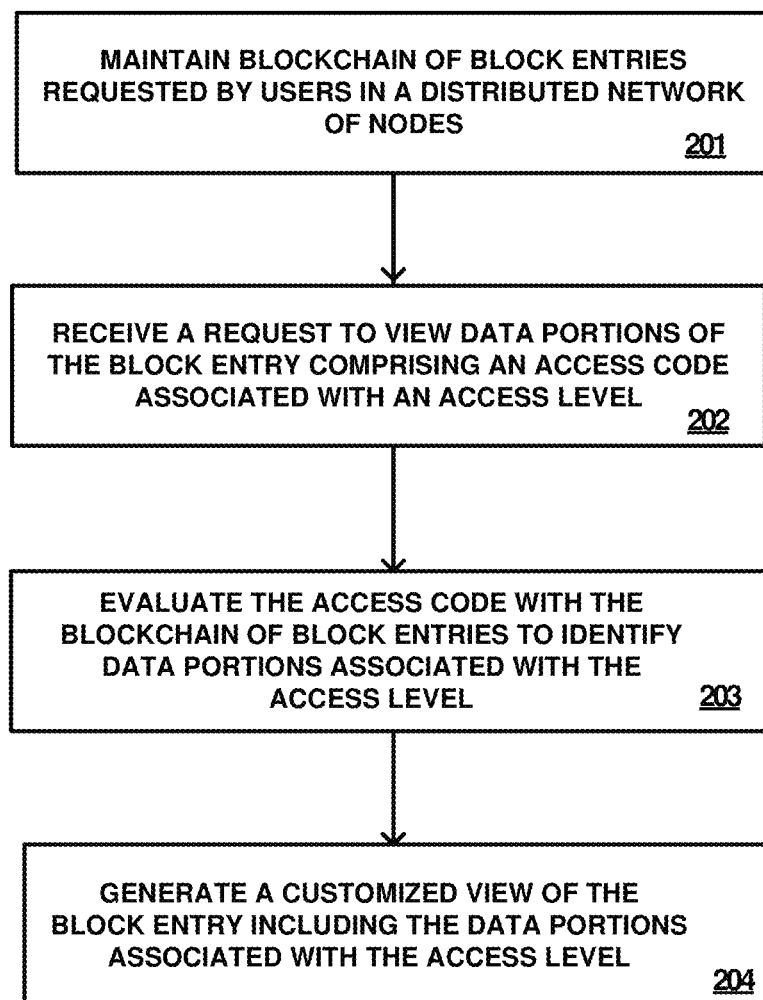 MAINTAIN BLOCKCHAIN OF BLOCK ENTRIES
REQUESTED BY USERS IN A DISTRIBUTED NETWORK
OF NODES
201
RECEIVE A REQUEST TO VIEW DATA PORTIONS OF
THE BLOCK ENTRY COMPRISING AN ACCESS CODE
ASSOCIATED WITH AN ACCESS LEVEL
202
EVALUATE THE ACCESS CODE WITH THE
BLOCKCHAIN OF BLOCK ENTRIES TO IDENTIFY
DATA PORTIONS ASSOCIATED WITH THE
ACCESS LEVEL
203
GENERATE A CUSTOMIZED VIEW OF THE
BLOCK ENTRY INCLUDING THE DATA PORTIONS
ASSOCIATED WITH THE ACCESS LEVEL
204